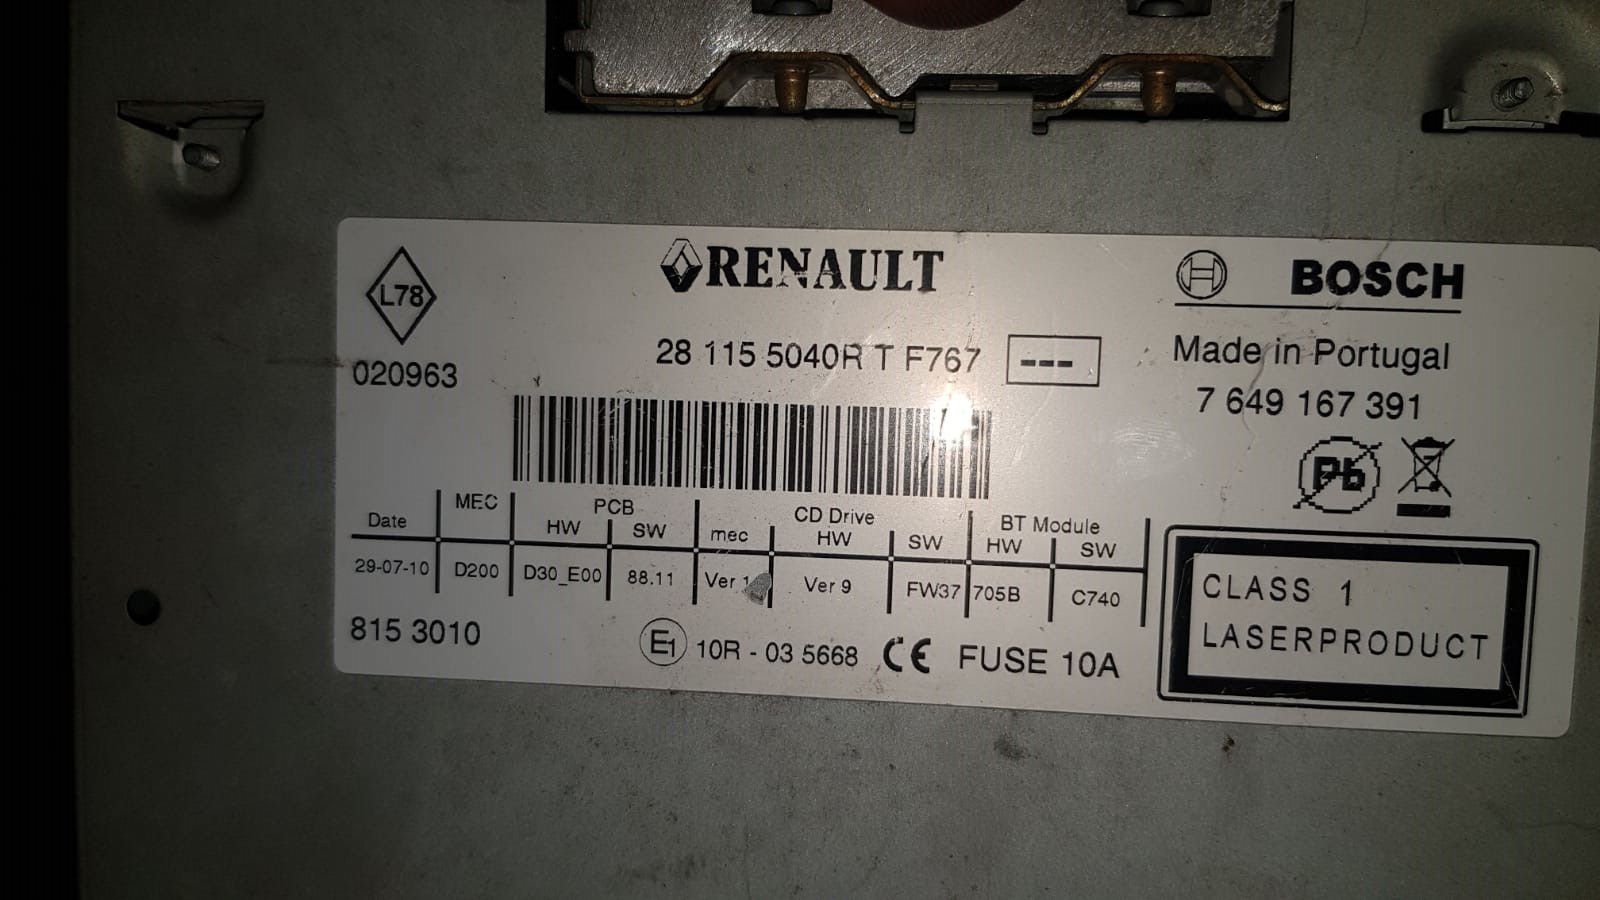 L78
020963
RENAULT
28 115 5040R T F767 ---
BOSCH
Made in Portugal
7 649 167 391
Pb
Date MEC PCB HW SW mec CD Drive HW SW BT Module HW SW
29-07-10 D200 D30_E00 88.11 Ver Ver 9 FW37 705B C740
815 3010
E1 10R - 03 5668 CE FUSE 10A
CLASS 1
LASERPRODUCT